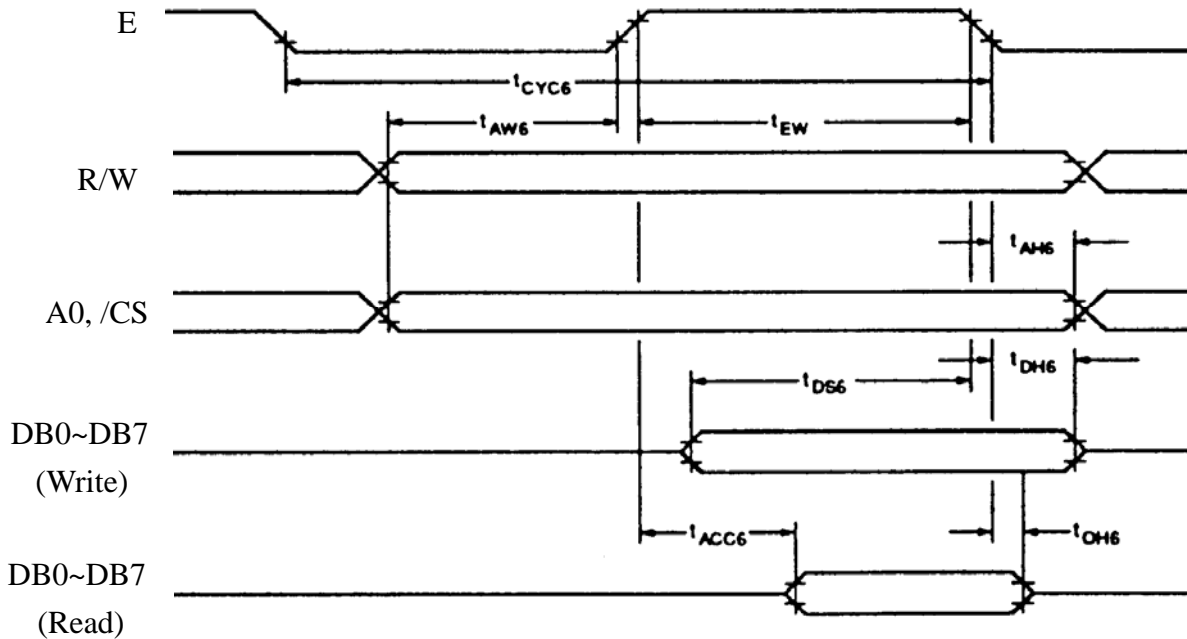 E
tCYC6
tAW6
tEW
R/W
tAH6
A0, /CS
tDH6
tDS6
DB0~DB7
(Write)
tACC6
tOH6
DB0~DB7
(Read)